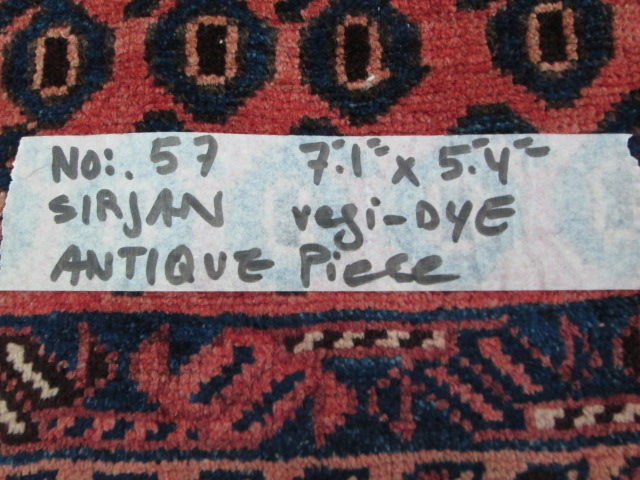 No: . 57 7'.1" x 5'.4"
SIRJAN vegi-DYE
ANTIQUE Piece